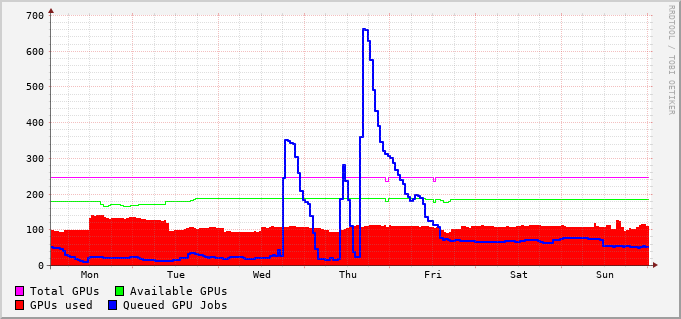 700
600
500
400
300
200
100
0
Mon Tue Wed Thu Fri Sat Sun
Total GPUs Available GPUs
GPUs used Queued GPU Jobs
RRDTOOL / TOBI OETIKER